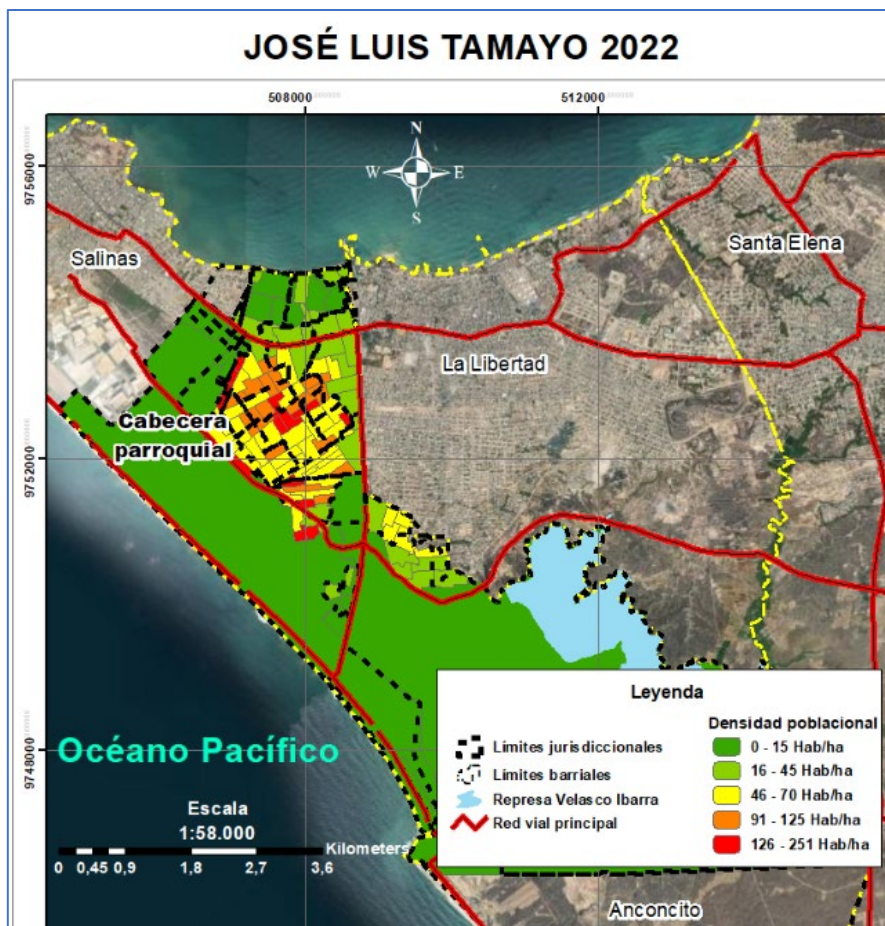 JOSÉ LUIS TAMAYO 2022
508000
512000
9756000
9752000
9748000
N
W
E
S
Salinas
Santa Elena
La Libertad
Cabecera
parroquial
Océano Pacífico
Escala
1:58.000
Kilometers
0 0,45 0,9 1,8 2,7 3,6
Leyenda
Límites jurisdiccionales
Límites barriales
Represa Velasco Ibarra
Red vial principal
Densidad poblacional
0 - 15 Hab/ha
16 - 45 Hab/ha
46 - 70 Hab/ha
91 - 125 Hab/ha
126 - 251 Hab/ha
Anconcito